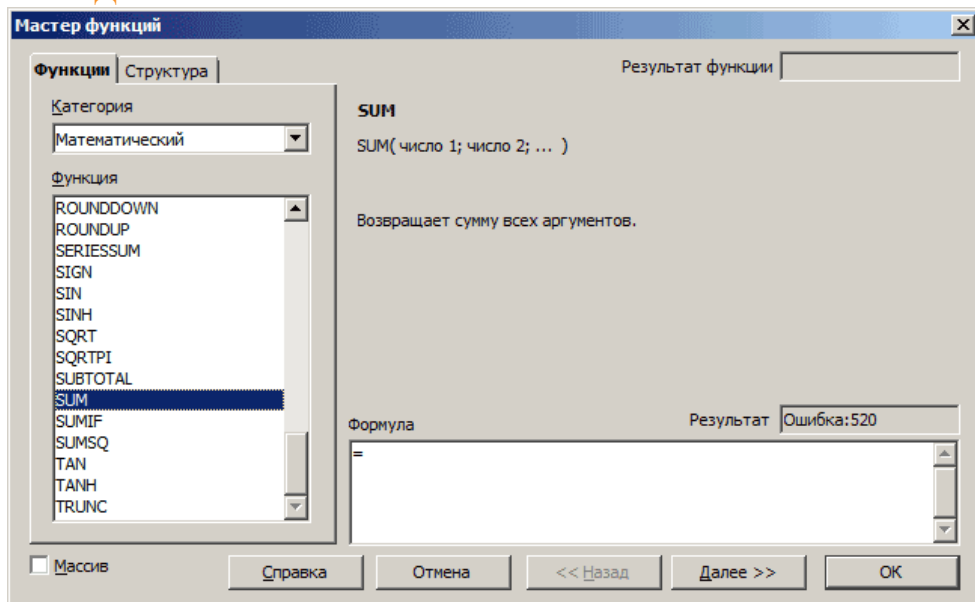 Мастер функций
Функции
Структура
Результат функции
Категория
Математический
Функция
ROUNDDOWN
ROUNDUP
SERIESSUM
SIGN
SIN
SINH
SQRT
SQRTPI
SUBTOTAL
SUM
SUMIF
SUMSQ
TAN
TANH
TRUNC
SUM
SUM( число 1; число 2; ... )
Возвращает сумму всех аргументов.
Формула
Результат
Ошибка:520
=
Массив
Справка
Отмена
<< Назад
Далее >>
OK